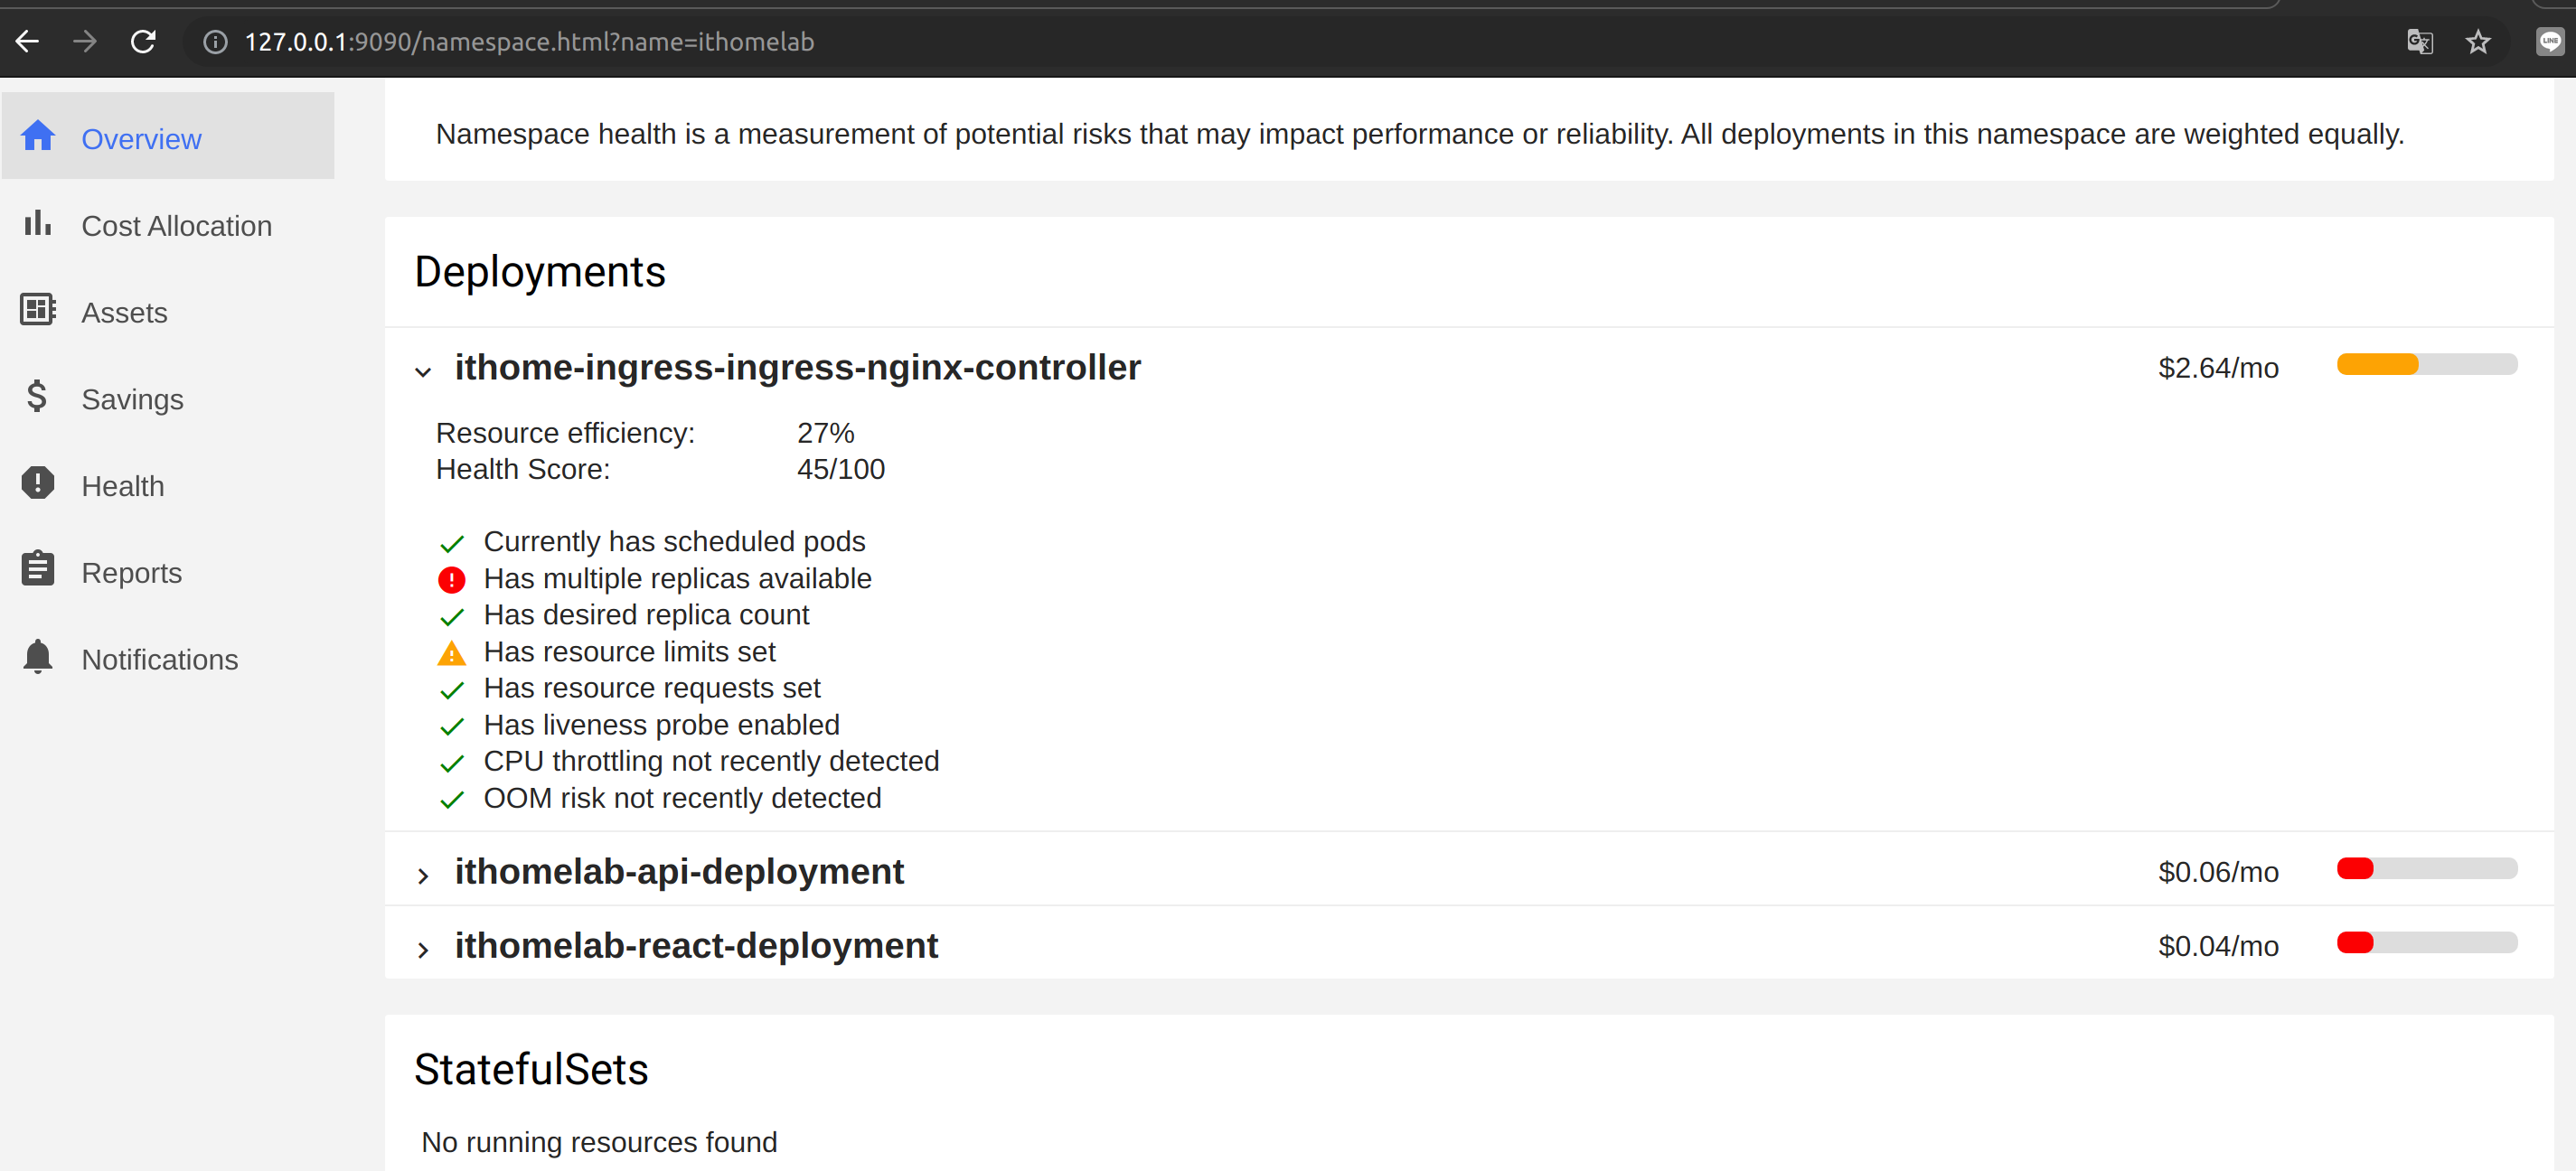 127.0.0.1:9090/namespace.html?name=ithomelab
LINE
Overview
Cost Allocation
Assets
Savings
Health
Reports
Notifications
Namespace health is a measurement of potential risks that may impact performance or reliability. All deployments in this namespace are weighted equally.
Deployments
ithome-ingress-ingress-nginx-controller $2.64/mo
Resource efficiency: 27%
Health Score: 45/100
Currently has scheduled pods
Has multiple replicas available
Has desired replica count
Has resource limits set
Has resource requests set
Has liveness probe enabled
CPU throttling not recently detected
OOM risk not recently detected
ithomelab-api-deployment $0.06/mo
ithomelab-react-deployment $0.04/mo
StatefulSets
No running resources found